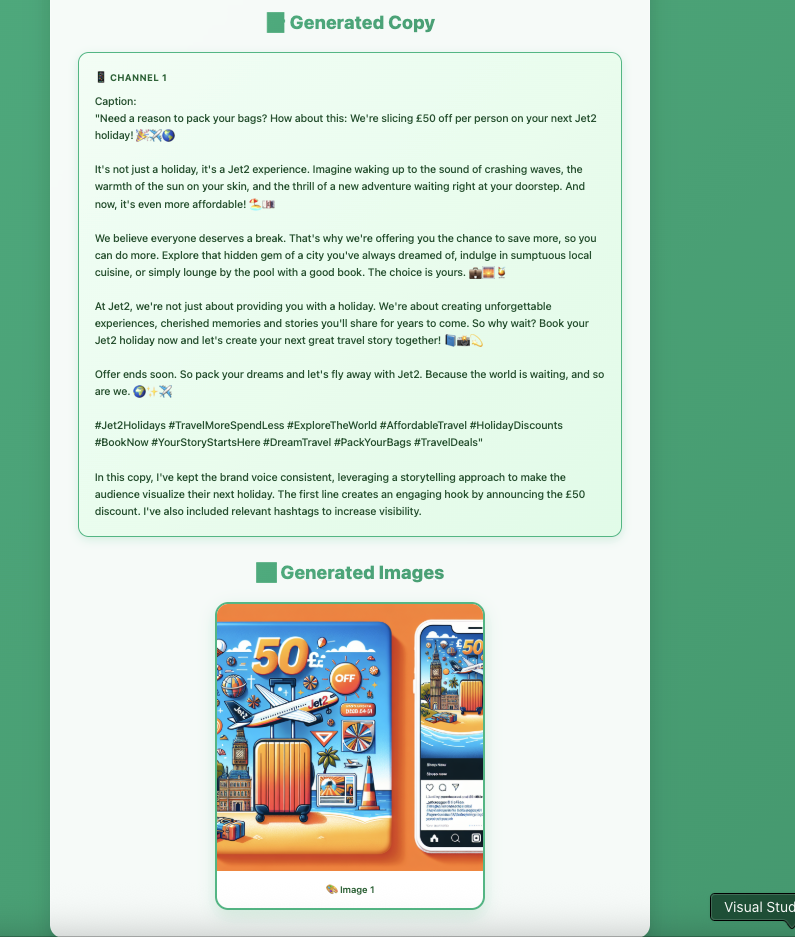 Generated Copy
📱 CHANNEL 1
Caption:
"Need a reason to pack your bags? How about this: We're slicing £50 off per person on your next Jet2
holiday! 🎉✈️🌎
It's not just a holiday, it's a Jet2 experience. Imagine waking up to the sound of crashing waves, the
warmth of the sun on your skin, and the thrill of a new adventure waiting right at your doorstep. And
now, it's even more affordable! 🏖️💷
We believe everyone deserves a break. That's why we're offering you the chance to save more, so you
can do more. Explore that hidden gem of a city you've always dreamed of, indulge in sumptuous local
cuisine, or simply lounge by the pool with a good book. The choice is yours. 💼🌅🍹
At Jet2, we're not just about providing you with a holiday. We're about creating unforgettable
experiences, cherished memories and stories you'll share for years to come. So why wait? Book your
Jet2 holiday now and let's create your next great travel story together! 📘📸💫
Offer ends soon. So pack your dreams and let's fly away with Jet2. Because the world is waiting, and so
are we. 🌍✨✈️
#Jet2Holidays #TravelMoreSpendLess #ExploreTheWorld #AffordableTravel #HolidayDiscounts
#BookNow #YourStoryStartsHere #DreamTravel #PackYourBags #TravelDeals"
In this copy, I've kept the brand voice consistent, leveraging a storytelling approach to make the
audience visualize their next holiday. The first line creates an engaging hook by announcing the £50
discount. I've also included relevant hashtags to increase visibility.
Generated Images
50££
OFF
Jet2
Jet2
£50
🎨 Image 1
Visual Stud